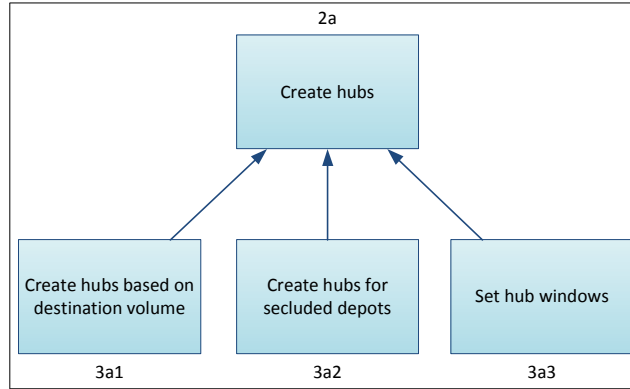 2a
Create hubs
Create hubs based on
destination volume
Create hubs for
secluded depots
Set hub windows
3a1
3a2
3a3